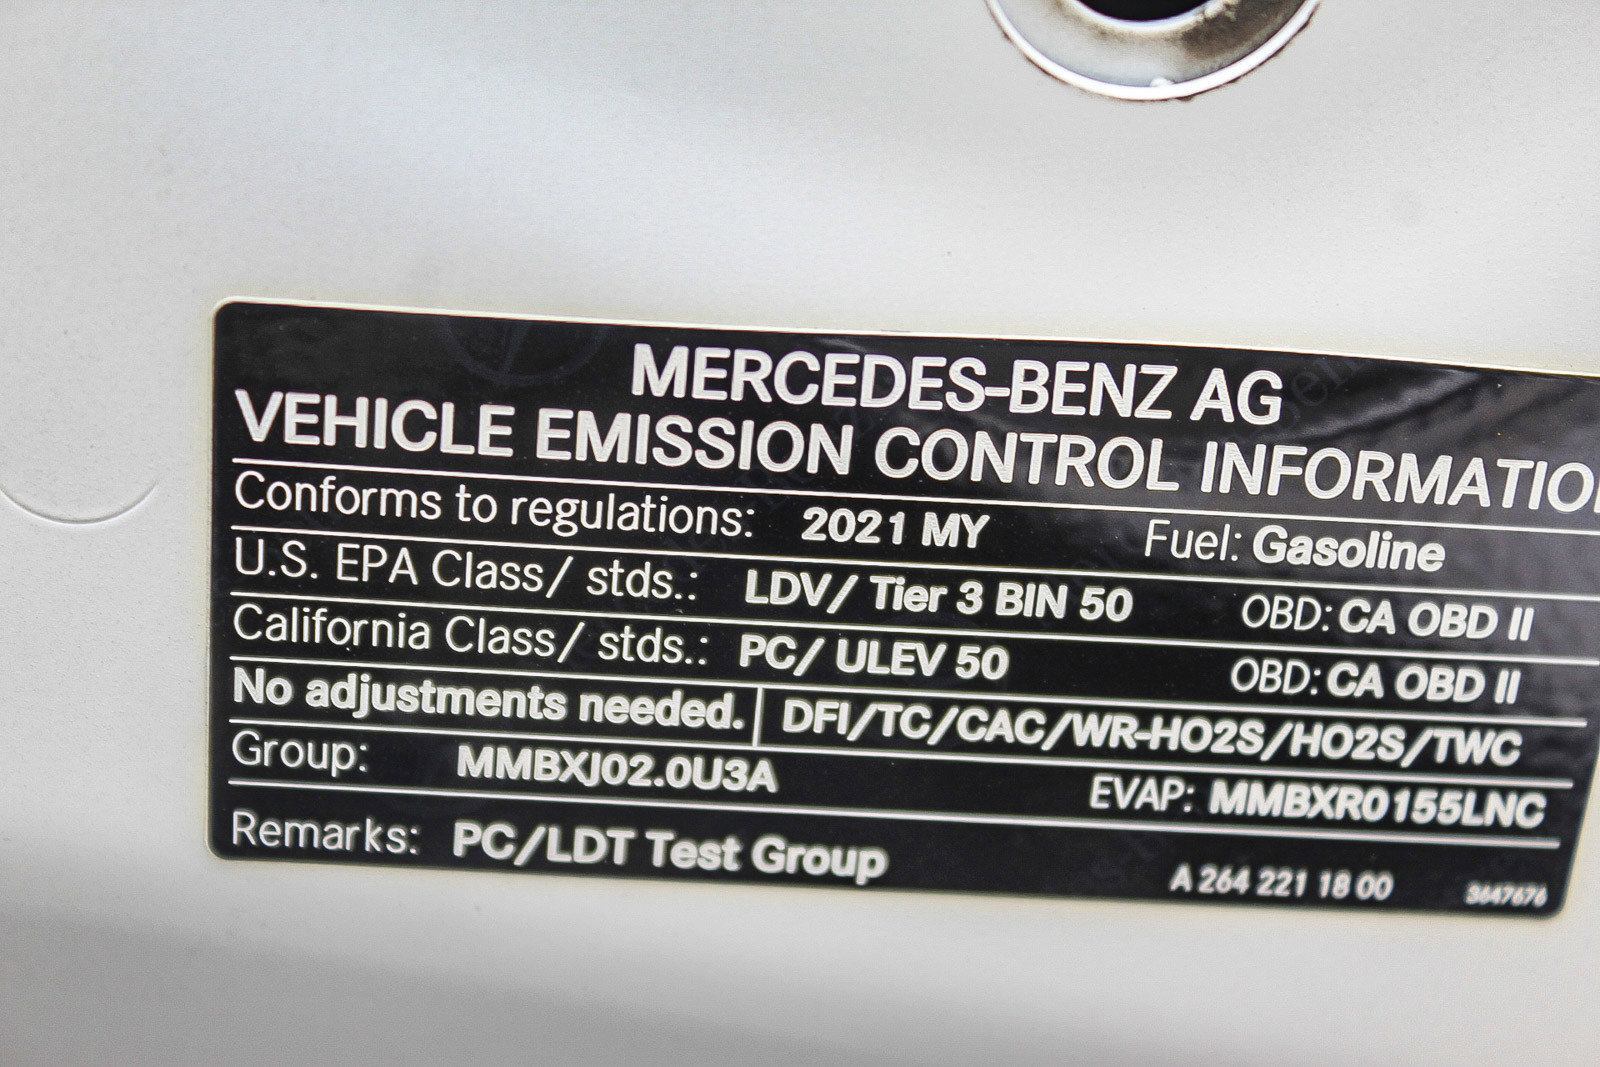 MERCEDES-BENZ AG
VEHICLE EMISSION CONTROL INFORMATIO
Conforms to regulations: 2021 MY Fuel: Gasoline
U.S. EPA Class/ stds.: LDV/ Tier 3 BIN 50 OBD: CA OBD II
California Class/ stds.: PC/ ULEV 50 OBD: CA OBD II
No adjustments needed. DFI/TC/CAC/WR-HO2S/HO2S/TWC
Group: MMBXJ02.0U3A EVAP: MMBXR0155LNC
Remarks: PC/LDT Test Group A 264 221 18 00 3647676